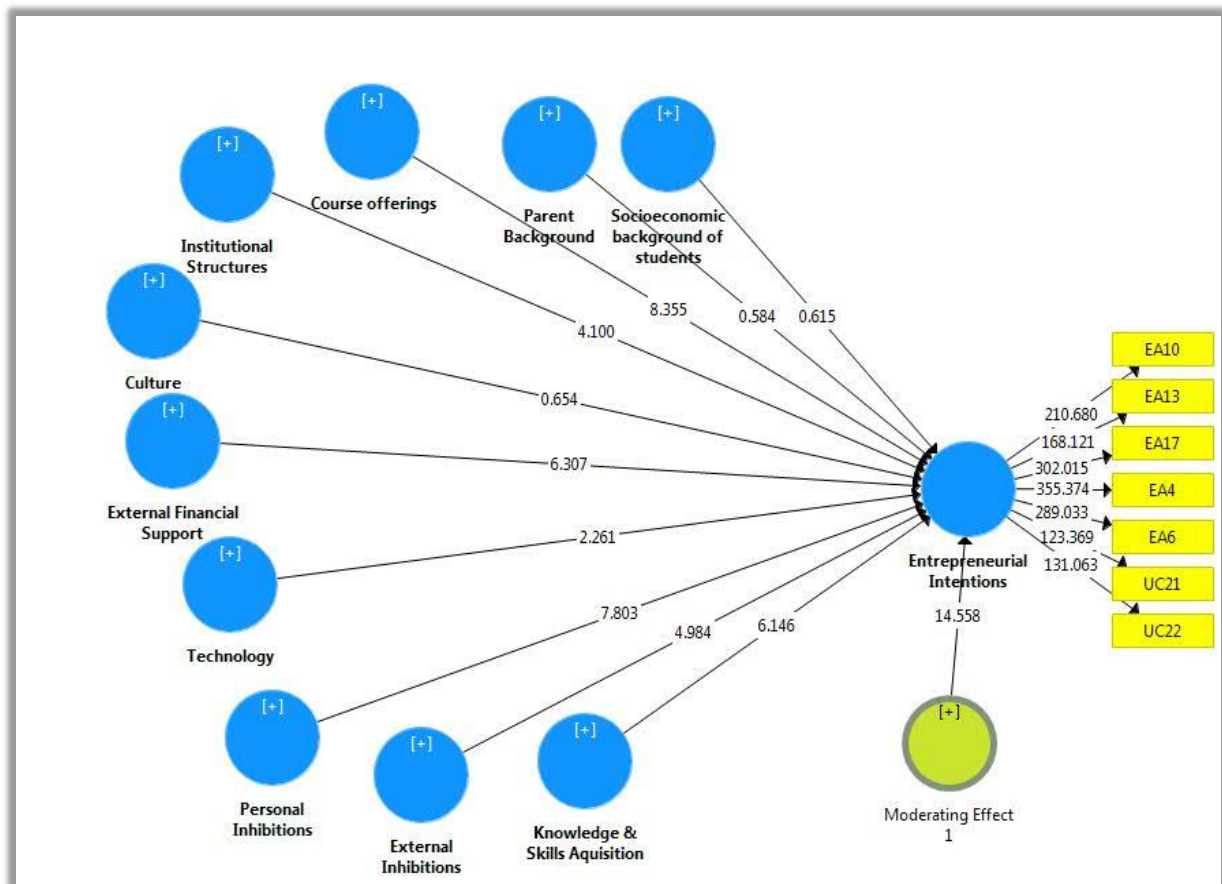 [+]
[+]
[+]
[+]
Course offerings
Parent
Background
Socioeconomic
background of
students
Institutional
Structures
[+]
Culture
[+]
External Financial
Support
[+]
Technology
[+]
Personal
Inhibitions
[+]
External
Inhibitions
[+]
Knowledge &
Skills Aquisition
8.355
0.584
0.615
4.100
0.654
6.307
2.261
7.803
4.984
6.146
Entrepreneurial
Intentions
14.558
[+]
Moderating Effect
1
210.680
168.121
302.015
355.374
289.033
123.369
131.063
EA10
EA13
EA17
EA4
EA6
UC21
UC22